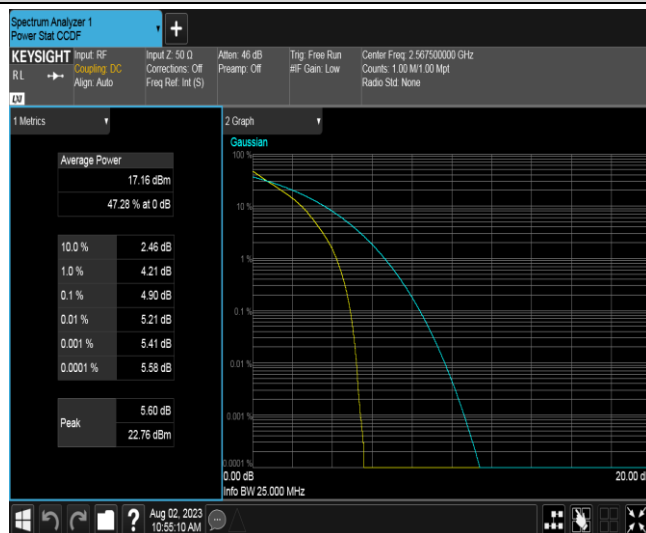 Spectrum Analyzer 1
Power Stat CCDF
+
KEYSIGHT
RL
LXI
Input: RF
Coupling: DC
Align: Auto
Input Z: 50 Ω
Corrections: Off
Freq Ref: Int (S)
Atten: 46 dB
Preamp: Off
Trig: Free Run
#IF Gain: Low
Center Freq: 2.567500000 GHz
Counts: 1.00 M/1.00 Mpt
Radio Std: None
1 Metrics
Average Power
17.16 dBm
47.28 % at 0 dB
10.0 % 2.46 dB
1.0 % 4.21 dB
0.1 % 4.90 dB
0.01 % 5.21 dB
0.001 % 5.41 dB
0.0001 % 5.58 dB
Peak
5.60 dB
22.76 dBm
2 Graph
Gaussian
100 %
10 %
1 %
0.1 %
0.01 %
0.001 %
0.0001 %
0.00 dB
20.00 d
Info BW 25.000 MHz
?
Aug 02, 2023
10:55:10 AM